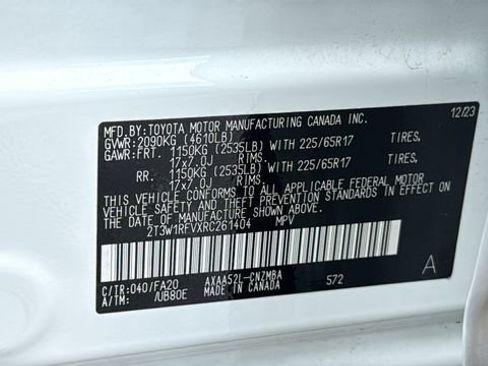 MFD.BY:TOYOTA MOTOR MANUFACTURING CANADA INC. 12/23
GVWR:2090KG (4610LB)
GAWR:FRT. 1150KG (2535LB) WITH 225/65R17 TIRES.
17x7.0J RIMS.
RR. 1150KG (2535LB) WITH 225/65R17 TIRES.
17x7.0J RIMS.
THIS VEHICLE CONFORMS TO ALL APPLICABLE FEDERAL MOTOR
VEHICLE SAFETY AND THEFT PREVENTION STANDARDS IN EFFECT ON
THE DATE OF MANUFACTURE SHOWN ABOVE.
2T3W1RFVXRC261404 MPV
C/TR:040/FA20 AXAA52L-CNZMBA 572 A
A/TM: /UB80E MADE IN CANADA